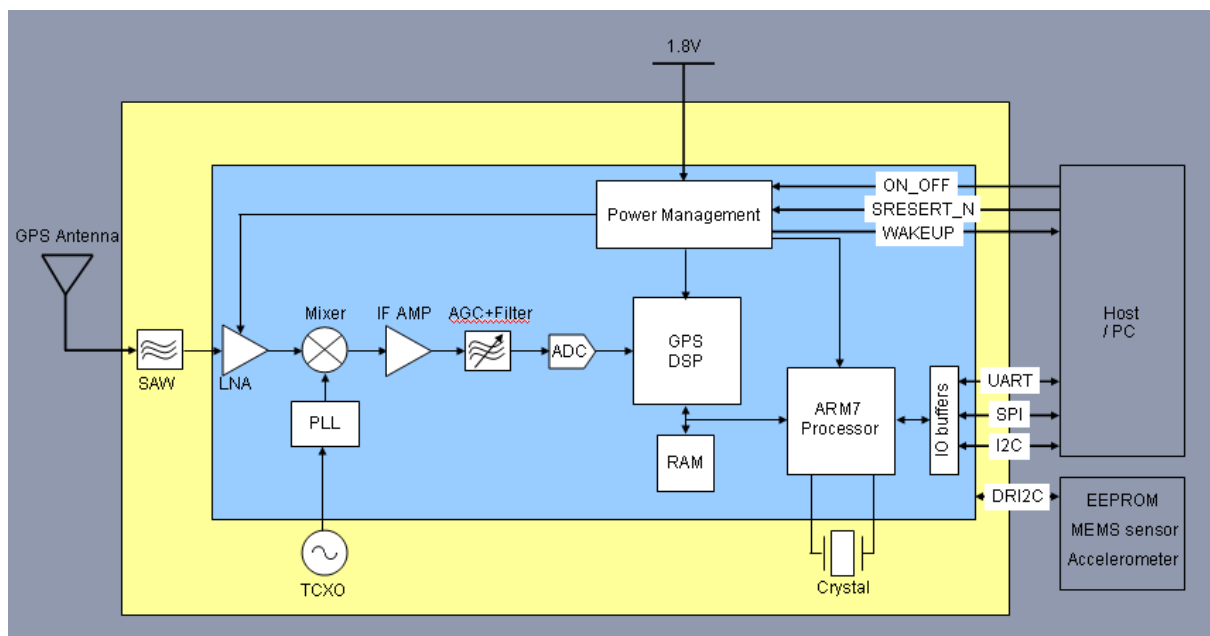 1.8V
Power Management
ON_OFF
SRESERT_N
WAKEUP
GPS Antenna
Mixer
IF AMP
AGC+Filter
Host
/ PC
GPS
DSP
ADC
SAW
LNA
PLL
UART
ARM7
Processor
IO buffers
SPI
I2C
RAM
DRI2C
EEPROM
MEMS sensor
Accelerometer
TCXO
Crystal